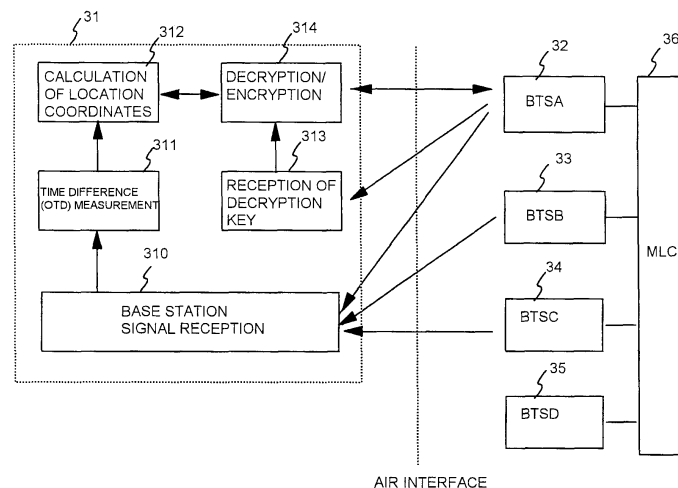 31
312
CALCULATION
OF LOCATION
COORDINATES
314
DECRYPTION/
ENCRYPTION
32
BTSA
36
MLC
311
TIME DIFFERENCE
(OTD) MEASUREMENT
313
RECEPTION OF
DECRYPTION
KEY
33
BTSB
310
BASE STATION
SIGNAL RECEPTION
34
BTSC
35
BTSD
AIR INTERFACE